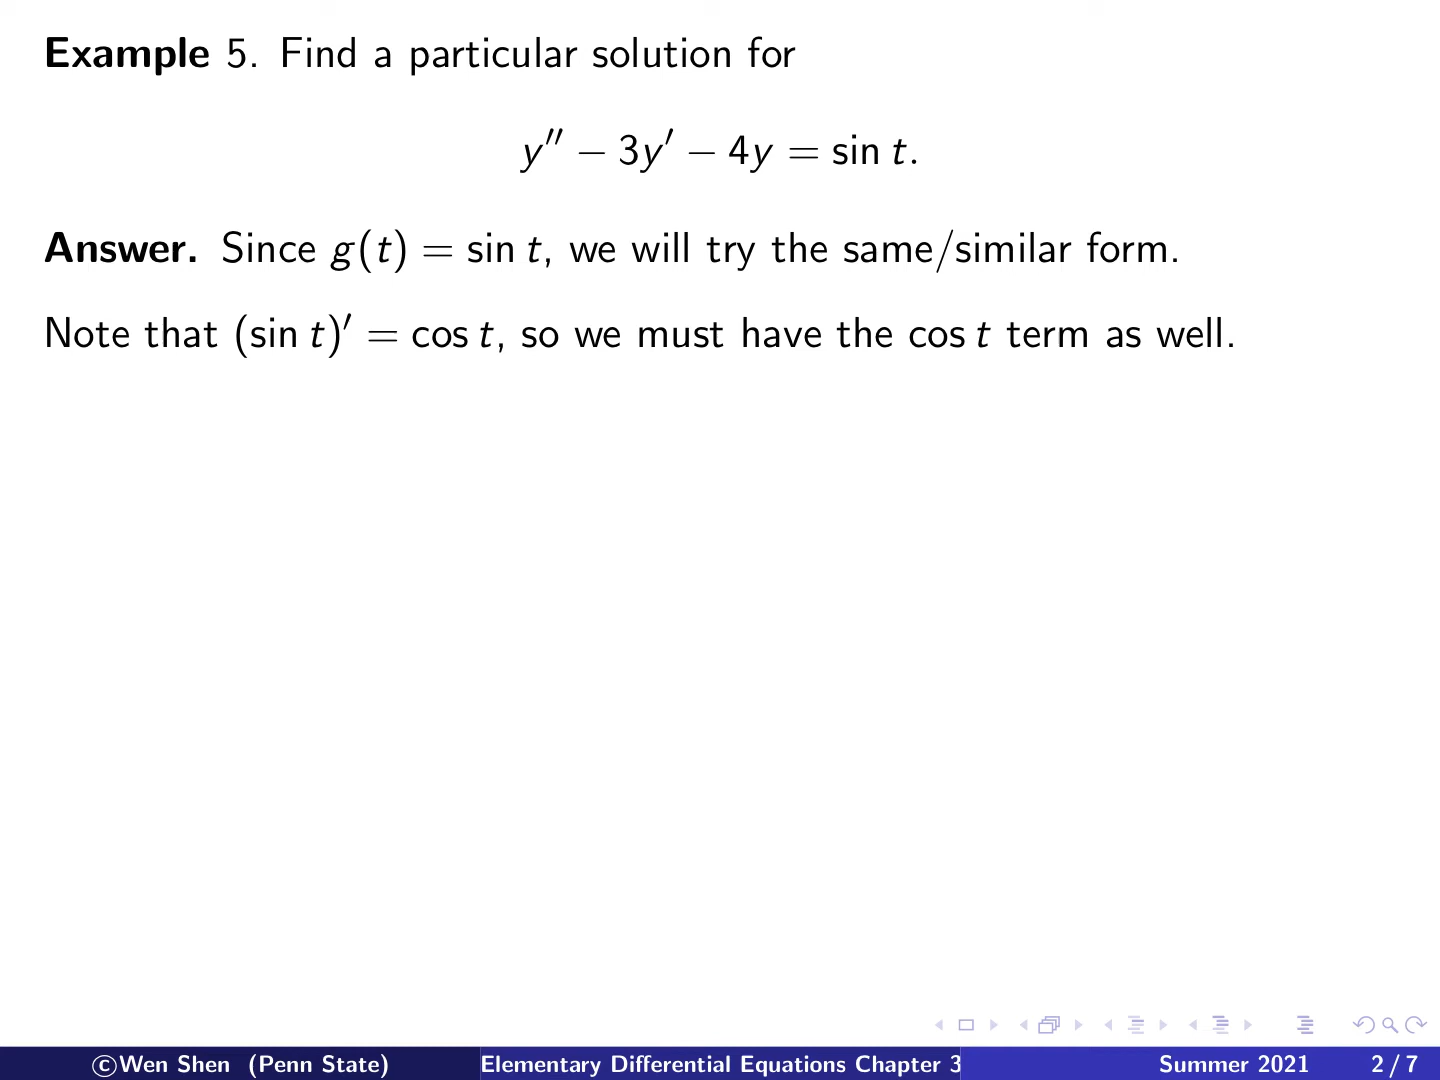 Example 5. Find a particular solution for
y′′ − 3y′ − 4y = sin t.
Answer. Since g(t) = sin t, we will try the same/similar form.
Note that (sin t)′ = cos t, so we must have the cos t term as well.
©Wen Shen (Penn State) Elementary Differential Equations Chapter 3 Summer 2021 2 / 7